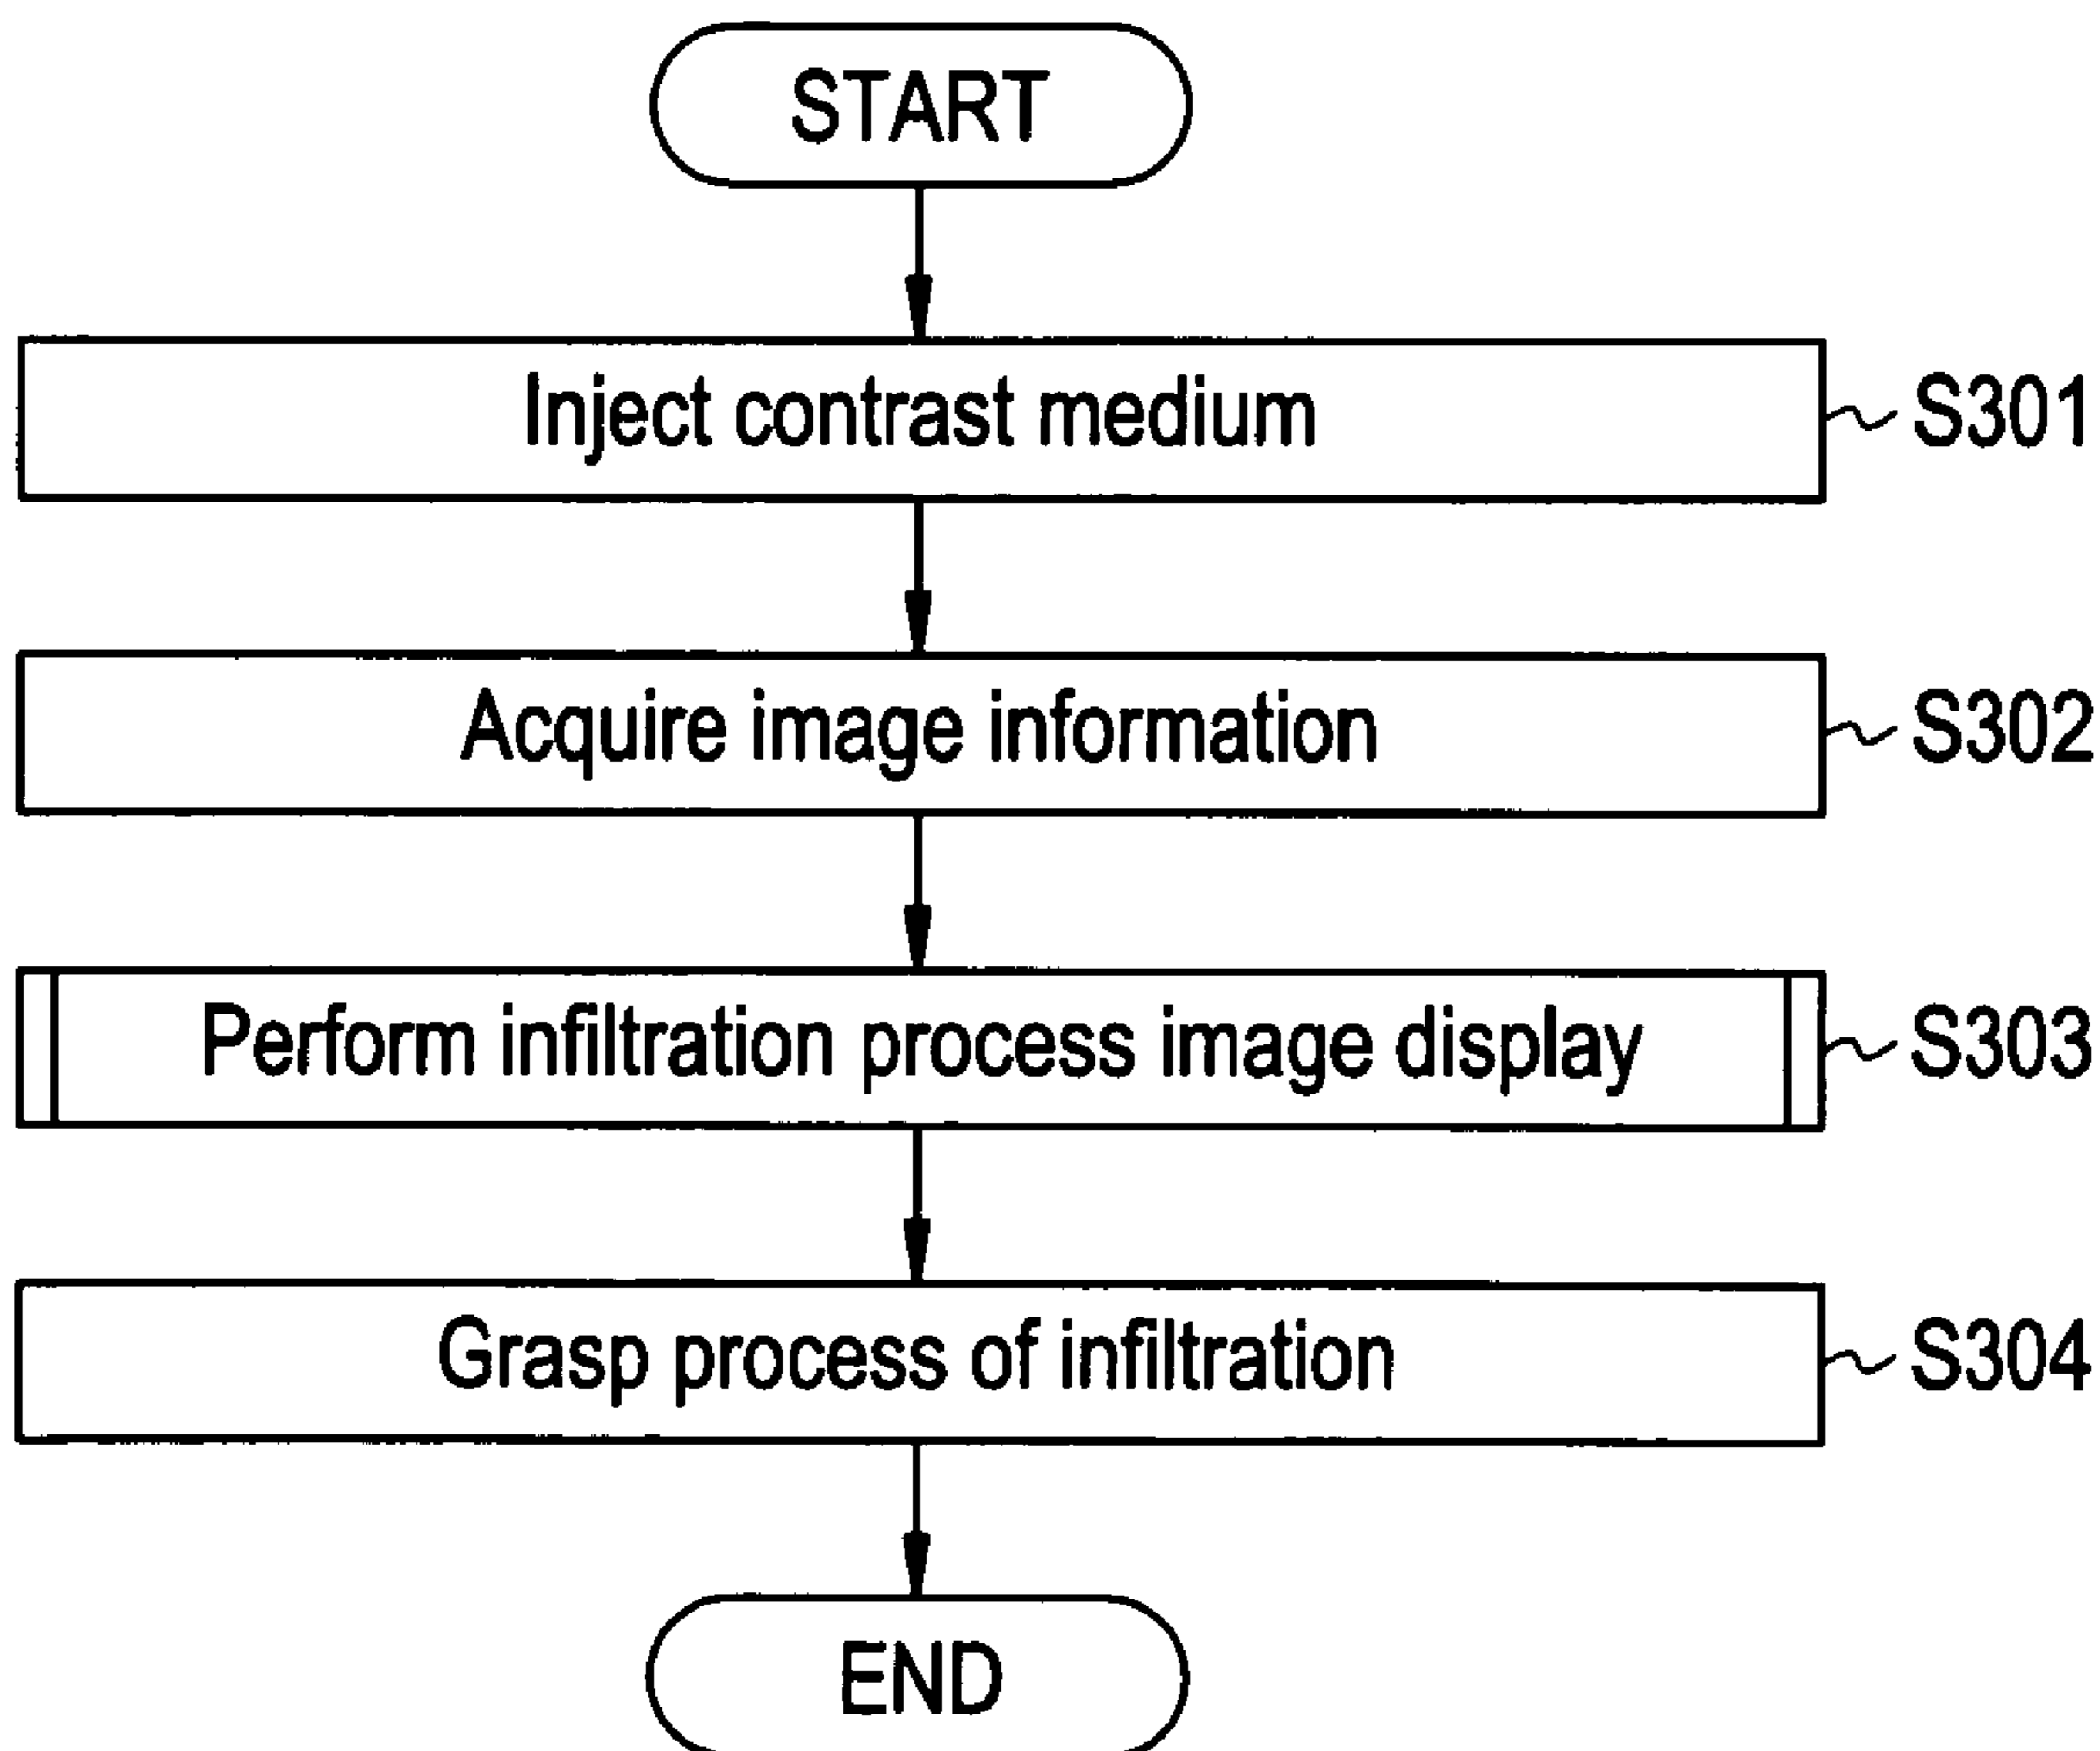 START
Inject contrast medium
S301
Acquire image information
S302
Perform infiltration process image display
S303
Grasp process of infiltration
S304
END